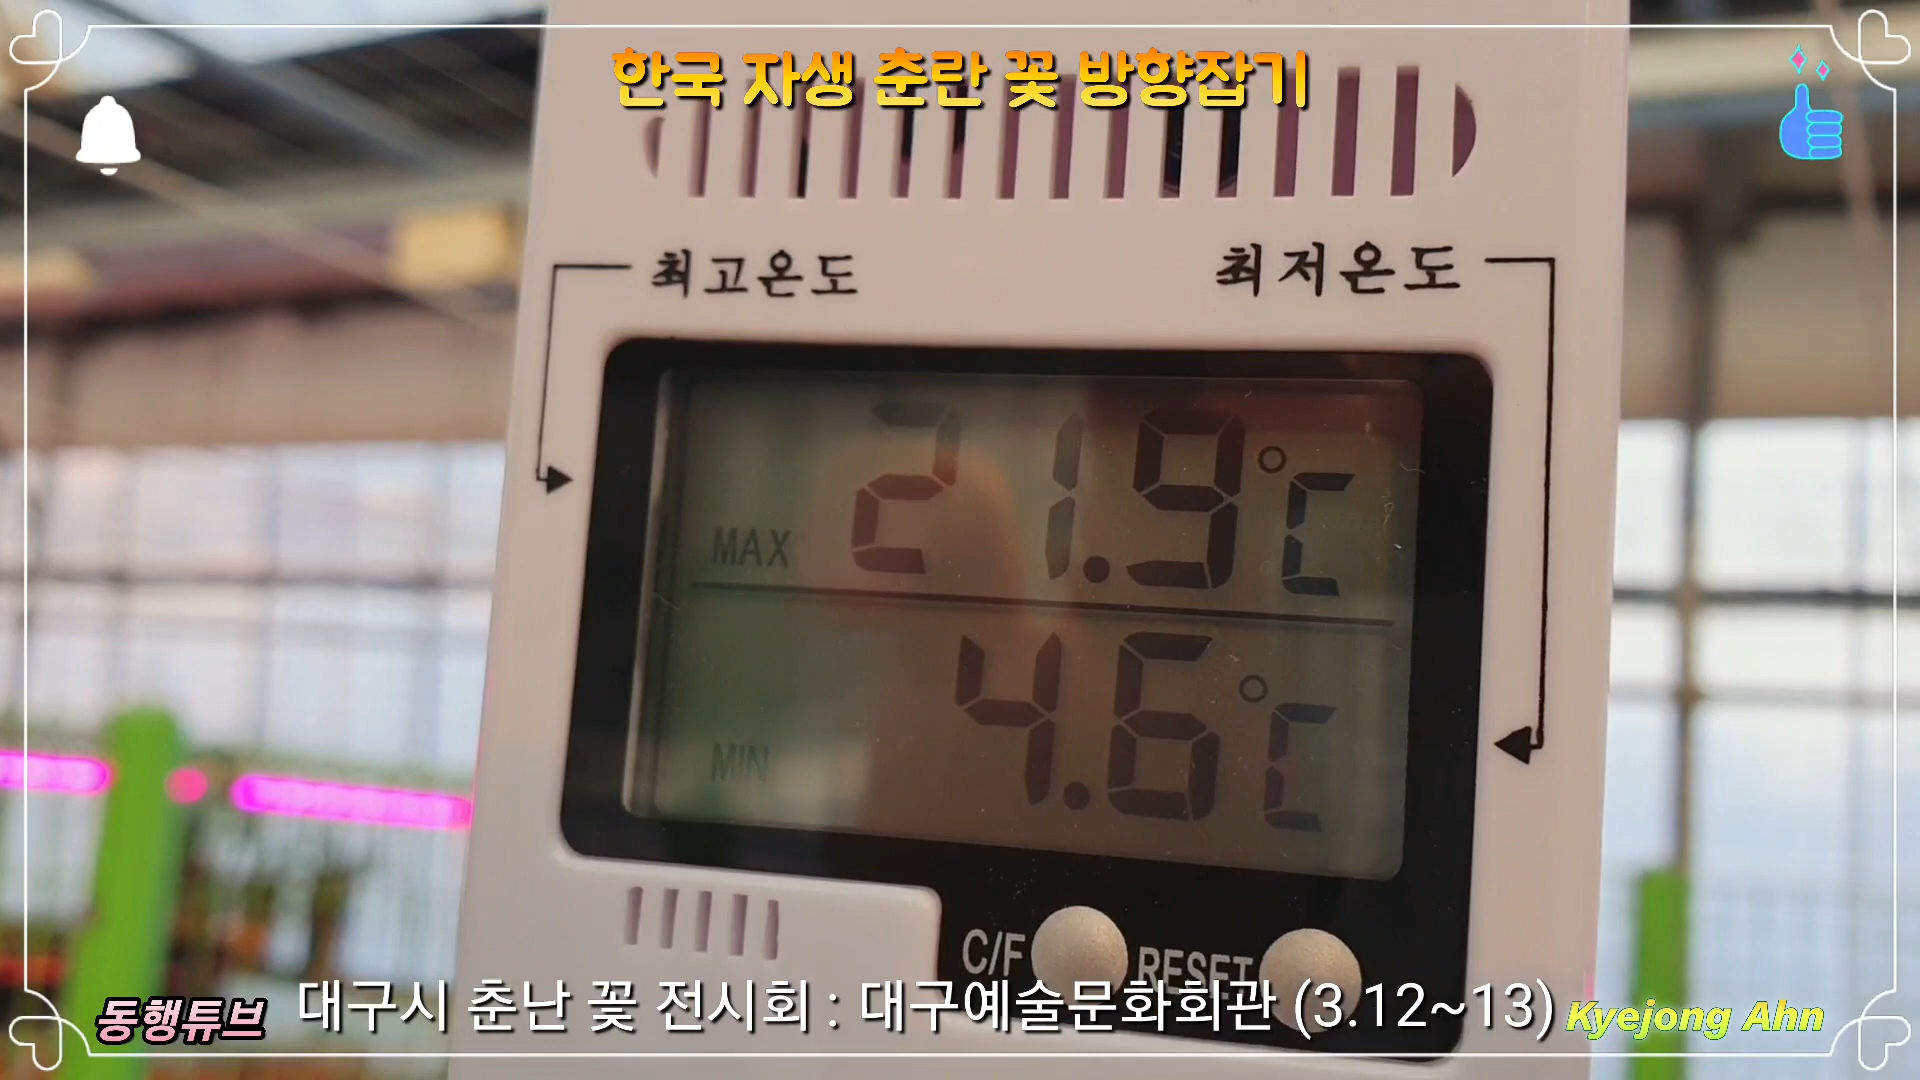 한국 자생 춘란 꽃 방향잡기
최고온도
최저온도
MAX 21.9°C
MIN 4.6°C
C/F RESET
동행튜브
대구시 춘난 꽃 전시회 : 대구예술문화회관 (3.12~13)
Kyejong Ahn